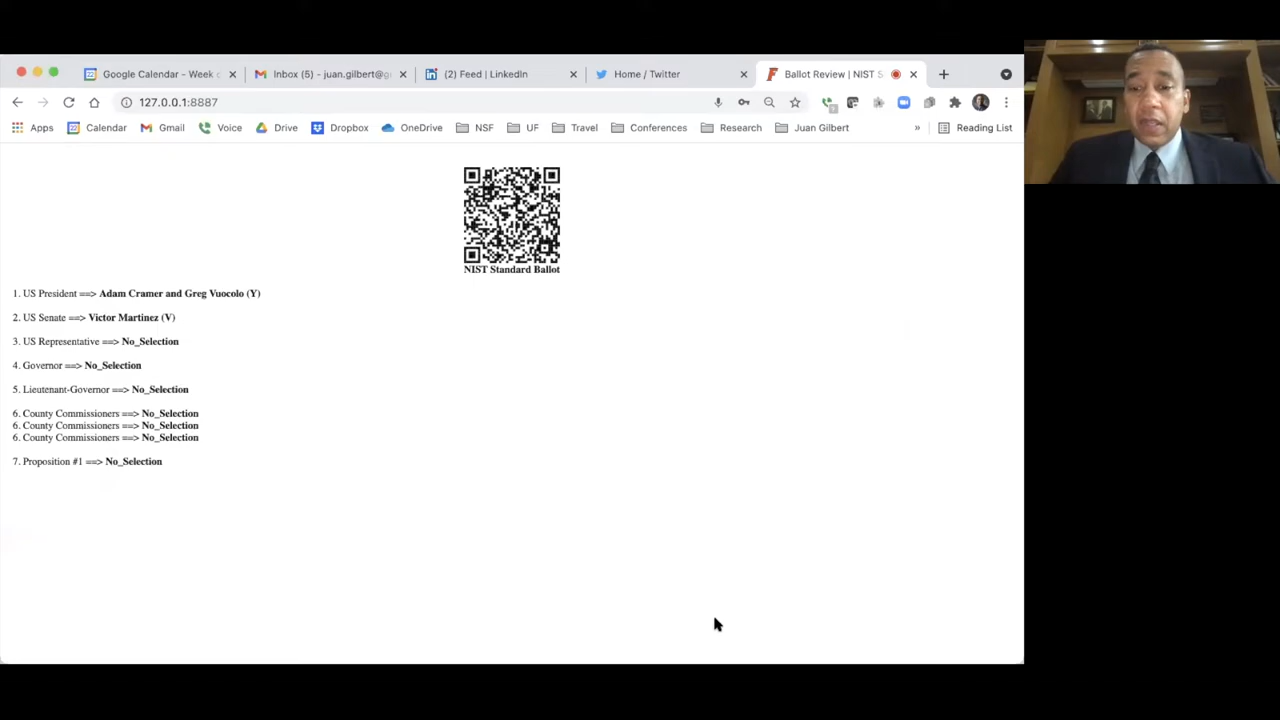 Google Calendar - Week
Inbox (5) - juan.gilbert@g
(2) Feed | LinkedIn
Home / Twitter
Ballot Review | NIST S
127.0.0.1:8887
Apps
Calendar
Gmail
Voice
Drive
Dropbox
OneDrive
NSF
UF
Travel
Conferences
Research
Juan Gilbert
»
Reading List
NIST Standard Ballot
1. US President ==> Adam Cramer and Greg Vuocolo (Y)
2. US Senate ==> Victor Martinez (V)
3. US Representative ==> No_Selection
4. Governor ==> No_Selection
5. Lieutenant-Governor ==> No_Selection
6. County Commissioners ==> No_Selection
6. County Commissioners ==> No_Selection
6. County Commissioners ==> No_Selection
7. Proposition #1 ==> No_Selection